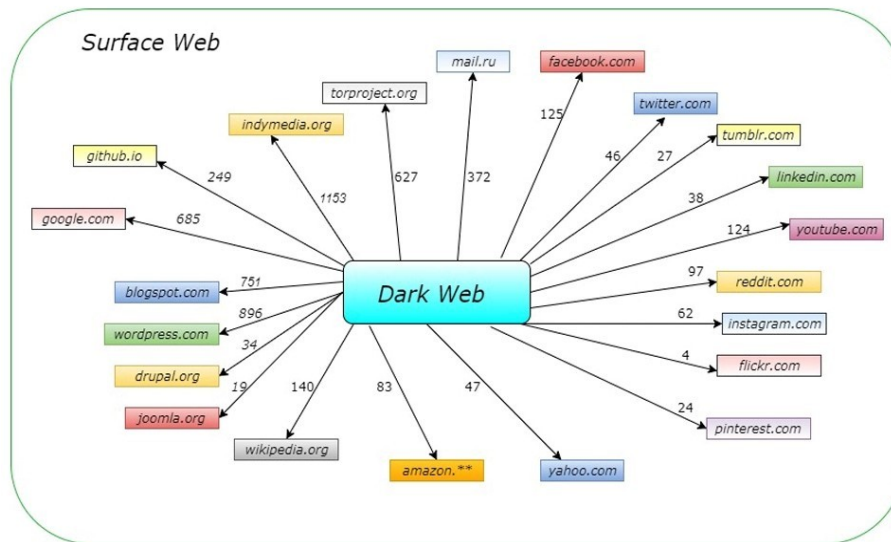 Surface Web
mail.ru
facebook.com
torproject.org
twitter.com
indymedia.org
125
tumblr.com
github.io
46
27
linkedin.com
249
1153
627
372
38
google.com
685
124
youtube.com
97
reddit.com
blogspot.com
751
Dark Web
wordpress.com
896
62
instagram.com
34
4
drupal.org
19
140
83
47
flickr.com
24
joomla.org
pinterest.com
wikipedia.org
amazon.**
yahoo.com